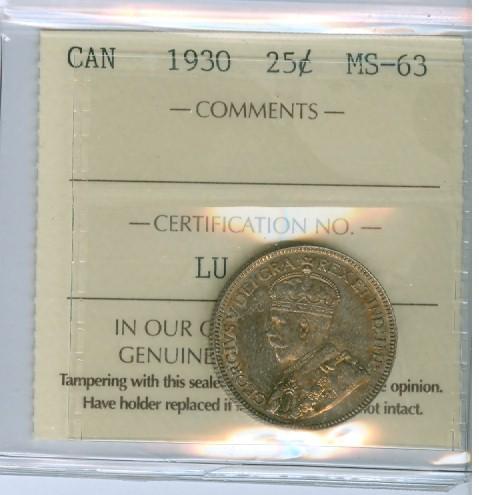 CAN 1930 25¢ MS-63
— COMMENTS —
— CERTIFICATION NO. —
LU
GEORGIVS V DEI GRA: REX ET IND: IMP:
IN OUR
GENUINE
Tampering with this opinion.
Have holder replaced if not intact.